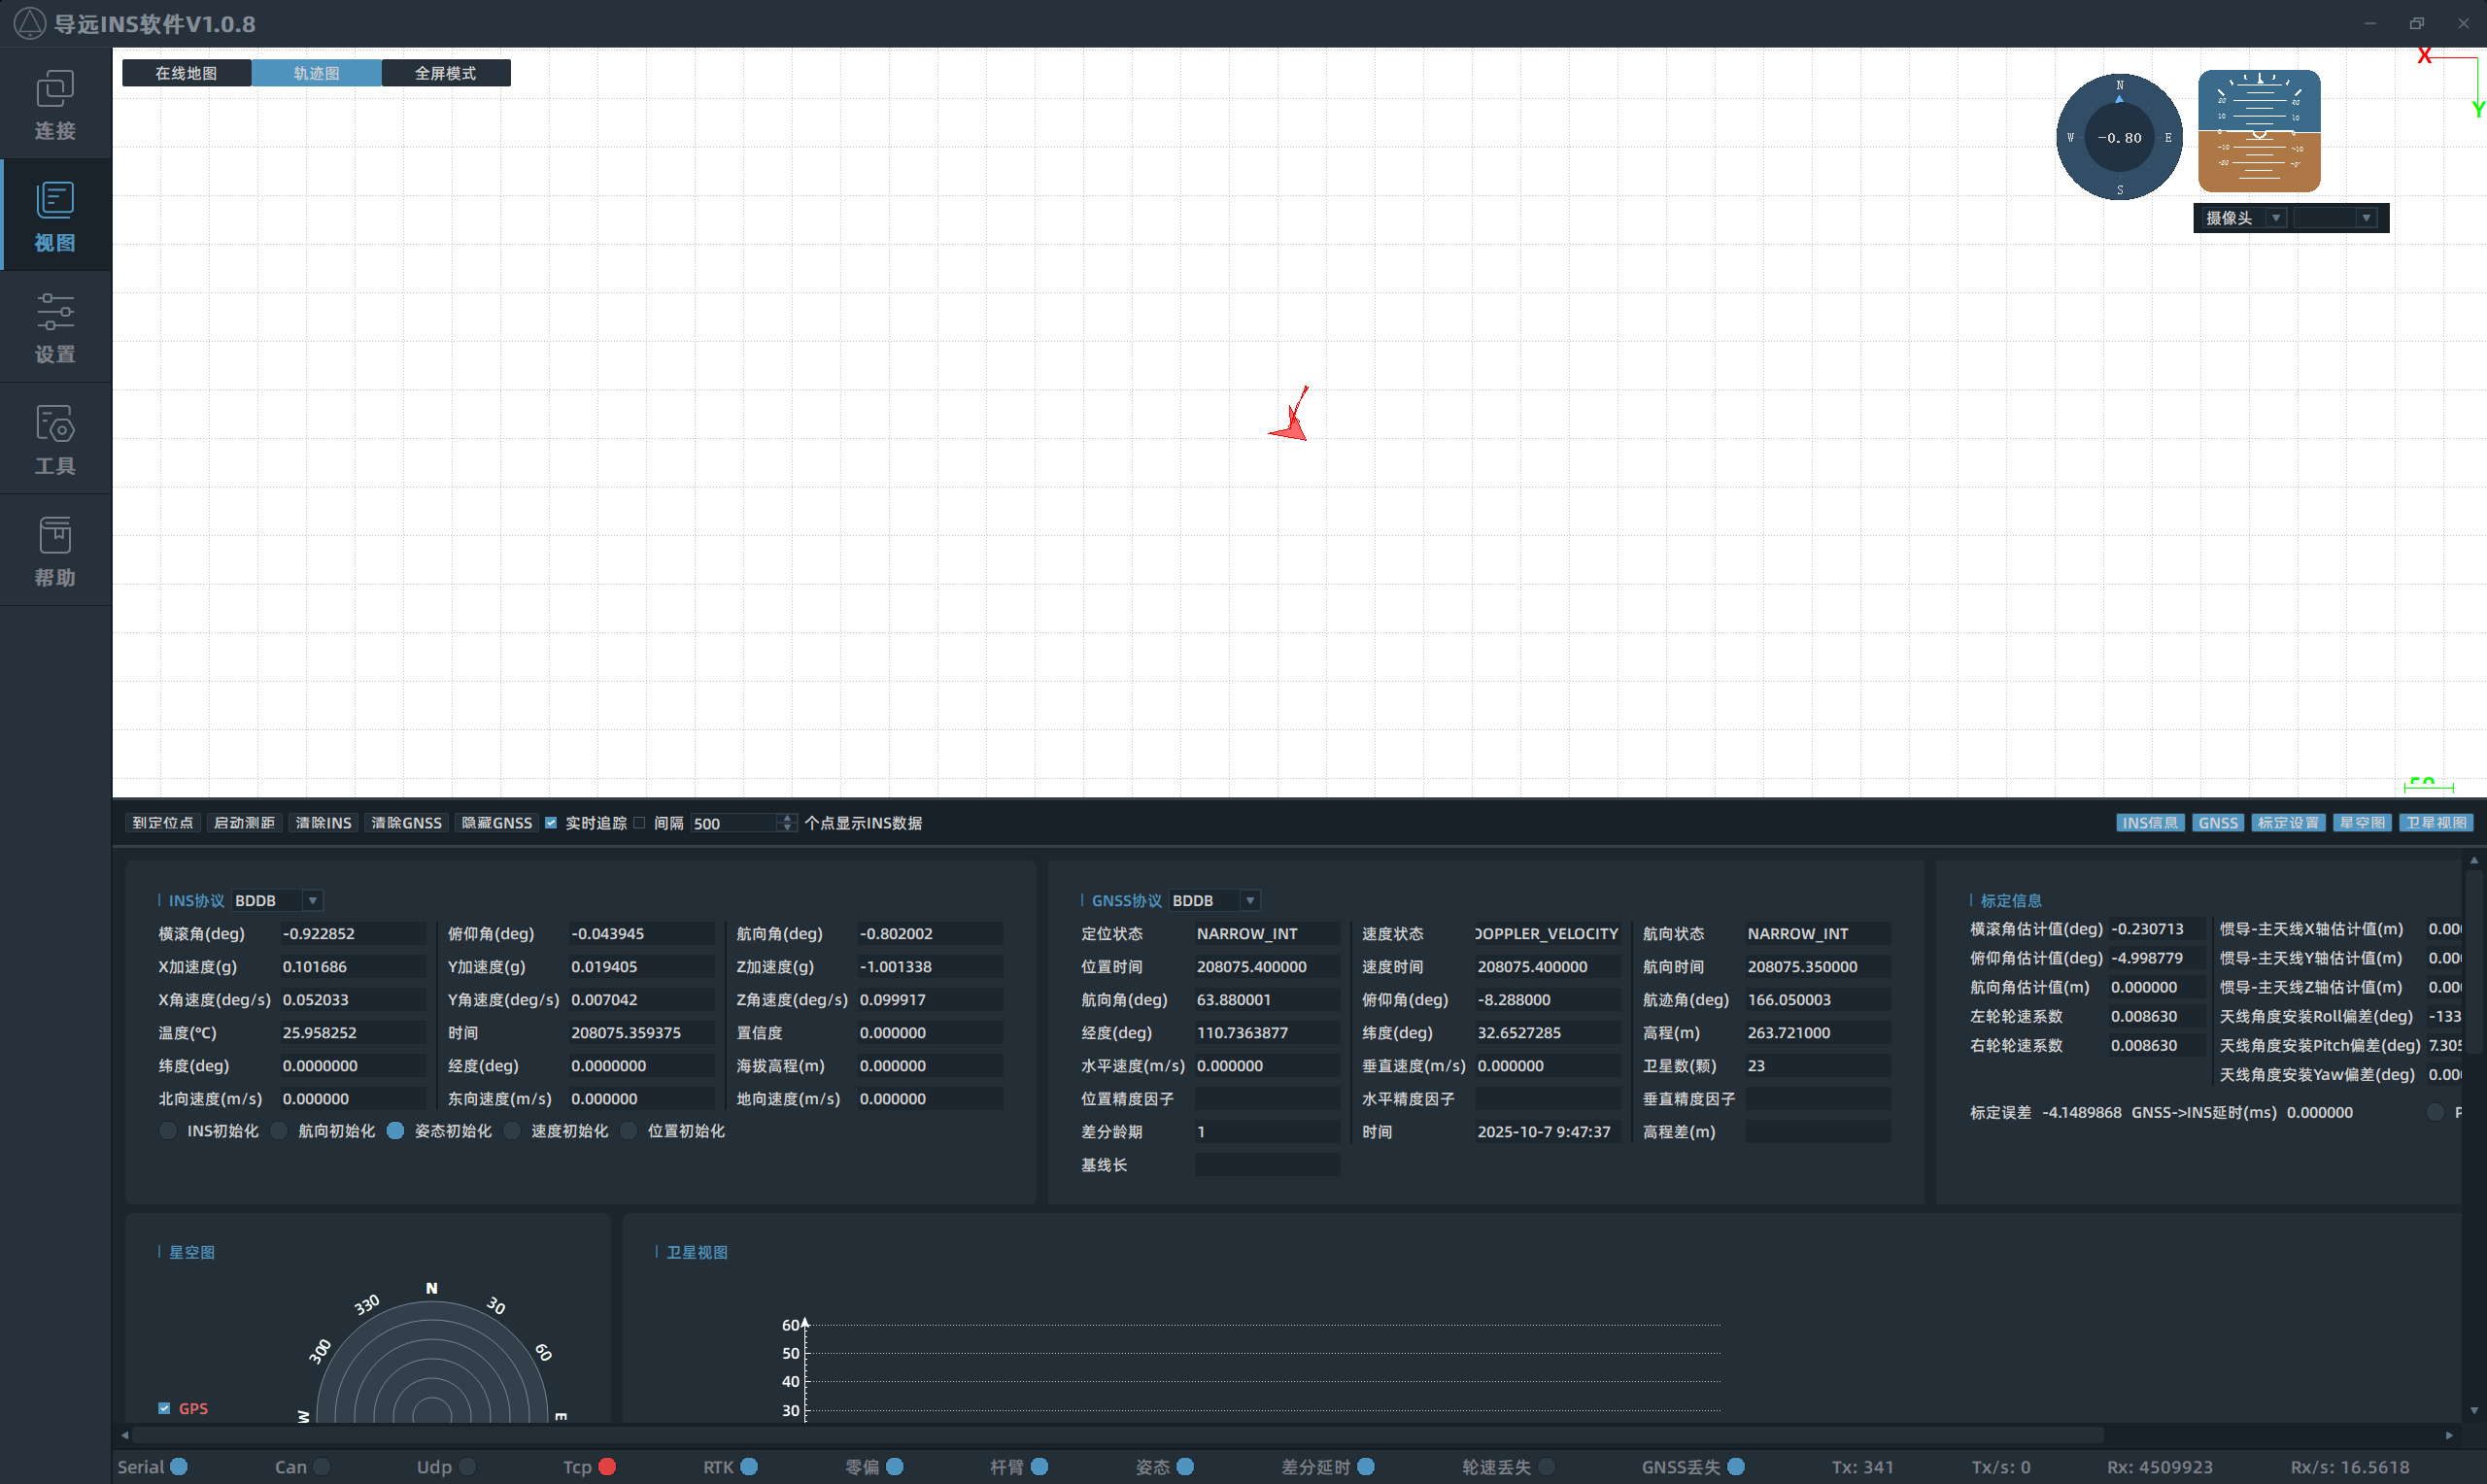 导远INS软件V1.0.8
连接
视图
设置
工具
帮助
在线地图 轨迹图 全屏模式
X
Y
N
W -0.80 E
S
20 20
10 10
0 0
-10 -10
-20
摄像头
50
到定位点 启动测距 清除INS 清除GNSS 隐藏GNSS 实时追踪 间隔 500 个点显示INS数据
INS信息 GNSS 标定设置 星空图 卫星视图
INS协议 BDDB
横滚角(deg) -0.922852 俯仰角(deg) -0.043945 航向角(deg) -0.802002
X加速度(g) 0.101686 Y加速度(g) 0.019405 Z加速度(g) -1.001338
X角速度(deg/s) 0.052033 Y角速度(deg/s) 0.007042 Z角速度(deg/s) 0.099917
温度(℃) 25.958252 时间 208075.359375 置信度 0.000000
纬度(deg) 0.0000000 经度(deg) 0.0000000 海拔高程(m) 0.000000
北向速度(m/s) 0.000000 东向速度(m/s) 0.000000 地向速度(m/s) 0.000000
INS初始化 航向初始化 姿态初始化 速度初始化 位置初始化
GNSS协议 BDDB
定位状态 NARROW_INT 速度状态 DOPPLER_VELOCITY 航向状态 NARROW_INT
位置时间 208075.400000 速度时间 208075.400000 航向时间 208075.350000
航向角(deg) 63.880001 俯仰角(deg) -8.288000 航迹角(deg) 166.050003
经度(deg) 110.7363877 纬度(deg) 32.6527285 高程(m) 263.721000
水平速度(m/s) 0.000000 垂直速度(m/s) 0.000000 卫星数(颗) 23
位置精度因子 水平精度因子 垂直精度因子
差分龄期 1 时间 2025-10-7 9:47:37 高程差(m)
基线长
标定信息
横滚角估计值(deg) -0.230713 惯导-主天线X轴估计值(m) 0.00
俯仰角估计值(deg) -4.998779 惯导-主天线Y轴估计值(m) 0.00
航向角估计值(m) 0.000000 惯导-主天线Z轴估计值(m) 0.00
左轮轮速系数 0.008630 天线角度安装Roll偏差(deg) -133
右轮轮速系数 0.008630 天线角度安装Pitch偏差(deg) 7.305
天线角度安装Yaw偏差(deg) 0.00
标定误差 -4.1489868 GNSS->INS延时(ms) 0.000000
星空图
N
330 30
300 60
W E
GPS
卫星视图
60
50
40
30
Serial Can Udp Tcp RTK 零偏 杆臂 姿态 差分延时 轮速丢失 GNSS丢失 Tx: 341 Tx/s: 0 Rx: 4509923 Rx/s: 16.5618